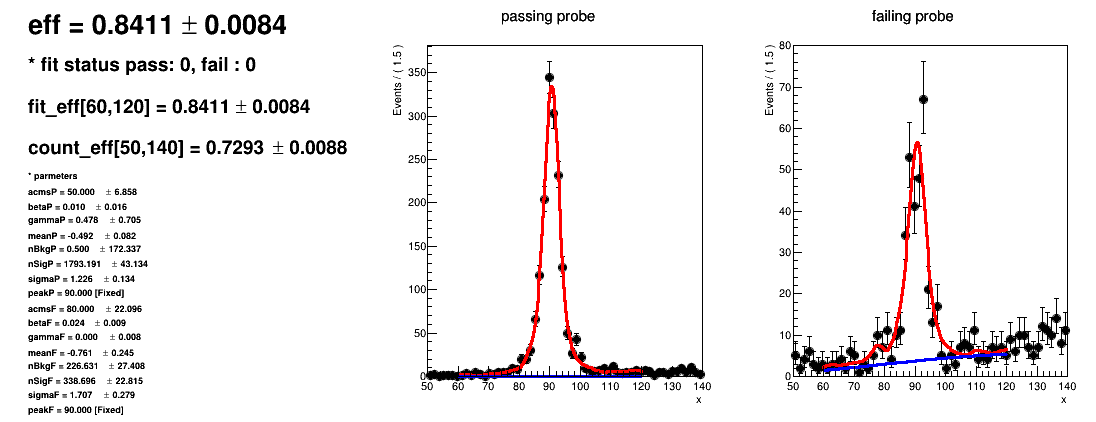 eff = 0.8411 ± 0.0084
* fit status pass: 0, fail : 0
fit_eff[60,120] = 0.8411 ± 0.0084
count_eff[50,140] = 0.7293 ± 0.0088
* parmeters
acmsP = 50.000 ± 6.858
betaP = 0.010 ± 0.016
gammaP = 0.478 ± 0.705
meanP = -0.492 ± 0.082
nBkgP = 0.500 ± 172.337
nSigP = 1793.191 ± 43.134
sigmaP = 1.226 ± 0.134
peakP = 90.000 [Fixed]
acmsF = 80.000 ± 22.096
betaF = 0.024 ± 0.009
gammaF = 0.000 ± 0.008
meanF = -0.761 ± 0.245
nBkgF = 226.631 ± 27.408
nSigF = 338.696 ± 22.815
sigmaF = 1.707 ± 0.279
peakF = 90.000 [Fixed]
passing probe
Events / ( 1.5 )
350
300
250
200
150
100
50
0
50 60 70 80 90 100 110 120 130 140
x
failing probe
Events / ( 1.5 )
80
70
60
50
40
30
20
10
0
50 60 70 80 90 100 110 120 130 140
x